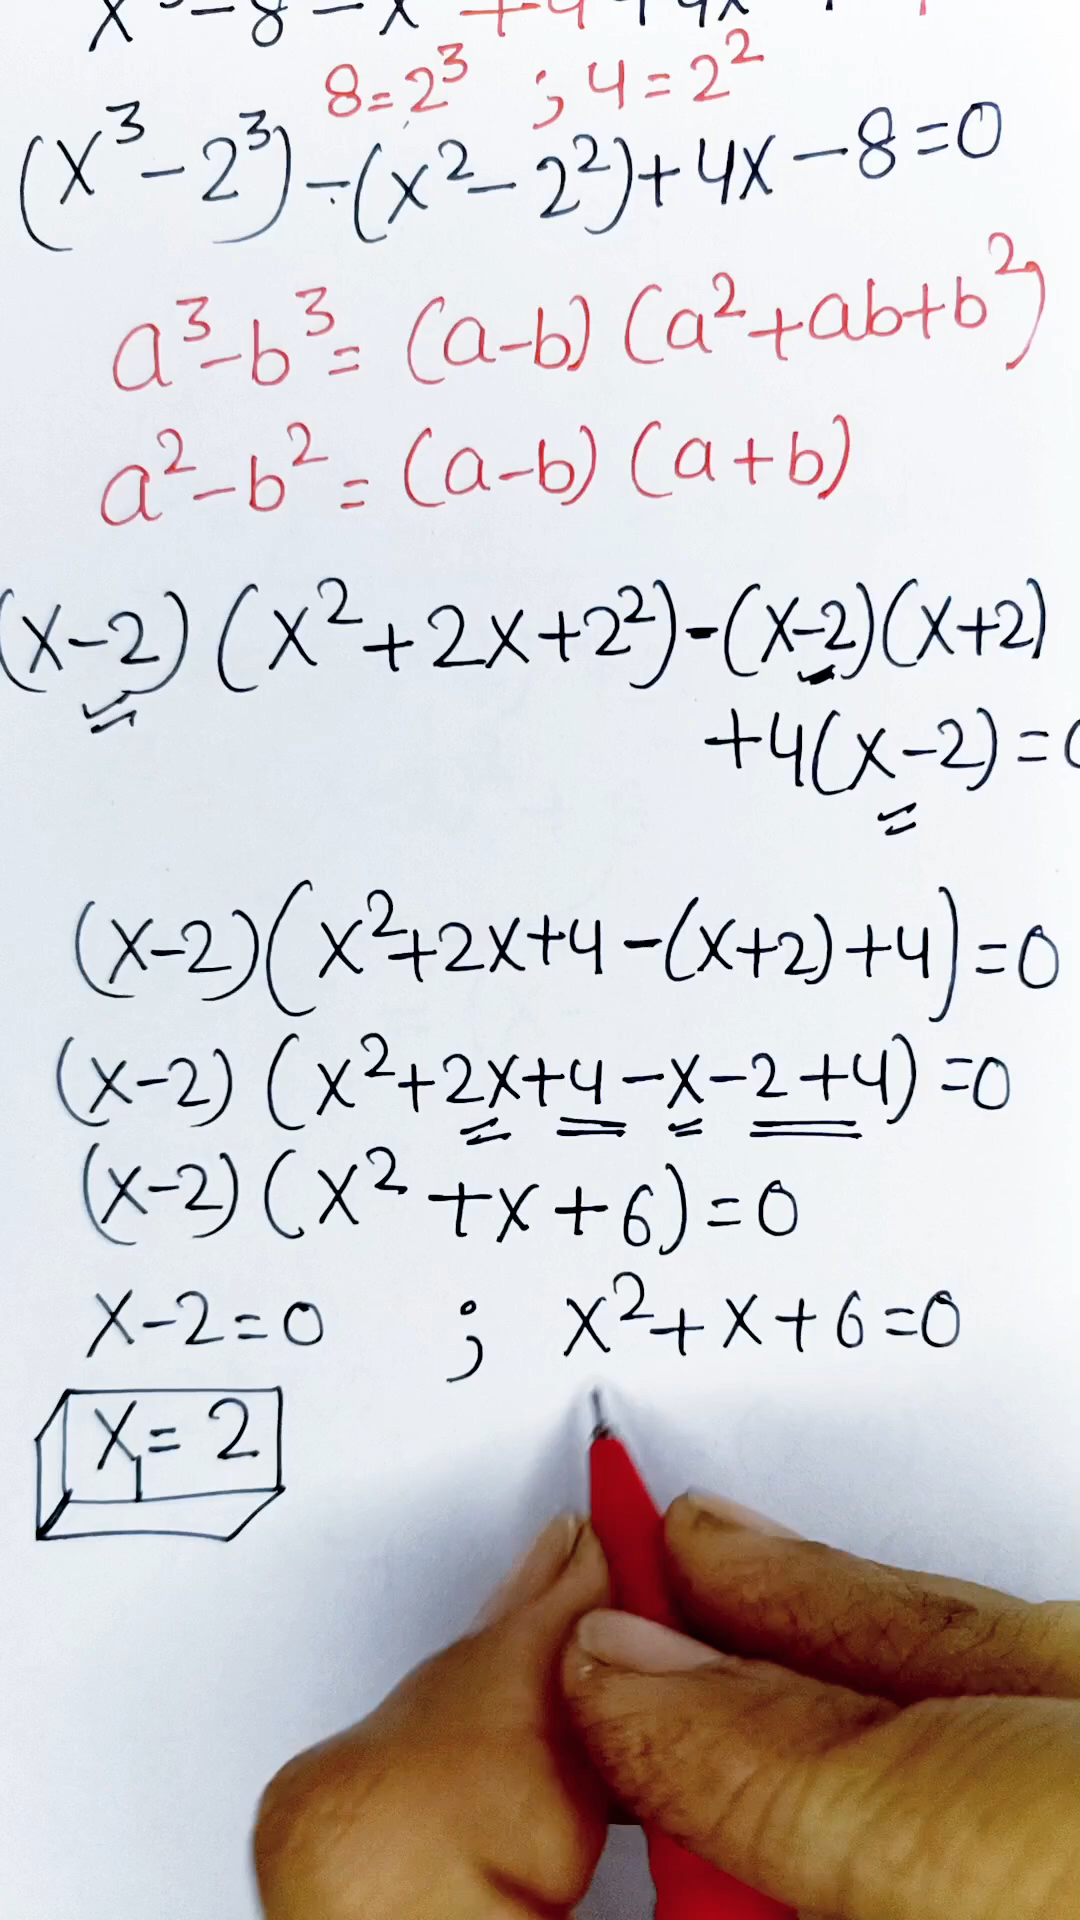 8=2³ ; 4=2²
(x³-2³)-(x²-2²)+4x-8=0
a³-b³=(a-b)(a²+ab+b²)
a²-b²=(a-b)(a+b)
(x-2)(x²+2x+2²)-(x-2)(x+2)
+4(x-2)=0
(x-2)(x²+2x+4-(x+2)+4)=0
(x-2)(x²+2x+4-x-2+4)=0
(x-2)(x²+x+6)=0
x-2=0 ; x²+x+6=0
x₁=2